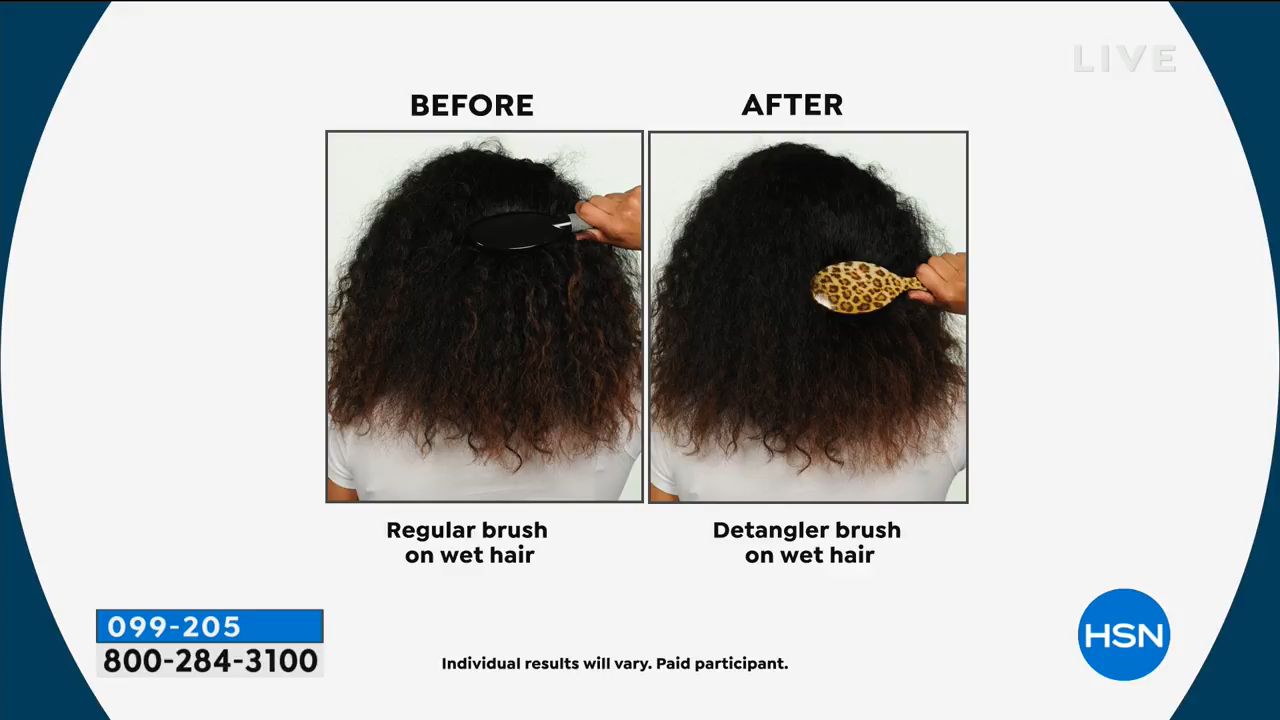 LIVE
BEFORE
AFTER
Regular brush
on wet hair
Detangler brush
on wet hair
099-205
800-284-3100
Individual results will vary. Paid participant.
HSN